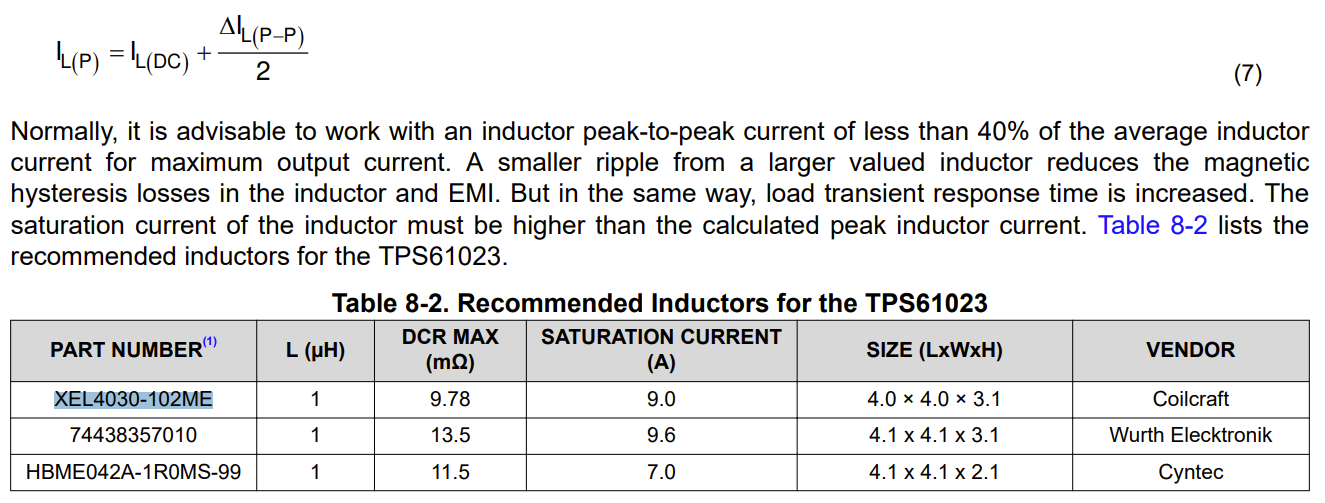 I_L(P) = I_L(DC) + ΔI_L(P–P) / 2
(7)
Normally, it is advisable to work with an inductor peak-to-peak current of less than 40% of the average inductor
current for maximum output current. A smaller ripple from a larger valued inductor reduces the magnetic
hysteresis losses in the inductor and EMI. But in the same way, load transient response time is increased. The
saturation current of the inductor must be higher than the calculated peak inductor current. Table 8-2 lists the
recommended inductors for the TPS61023.
Table 8-2. Recommended Inductors for the TPS61023
PART NUMBER(1) L (µH) DCR MAX (mΩ) SATURATION CURRENT (A) SIZE (LxWxH) VENDOR
XEL4030-102ME 1 9.78 9.0 4.0 × 4.0 × 3.1 Coilcraft
74438357010 1 13.5 9.6 4.1 x 4.1 x 3.1 Wurth Elecktronik
HBME042A-1R0MS-99 1 11.5 7.0 4.1 x 4.1 x 2.1 Cyntec